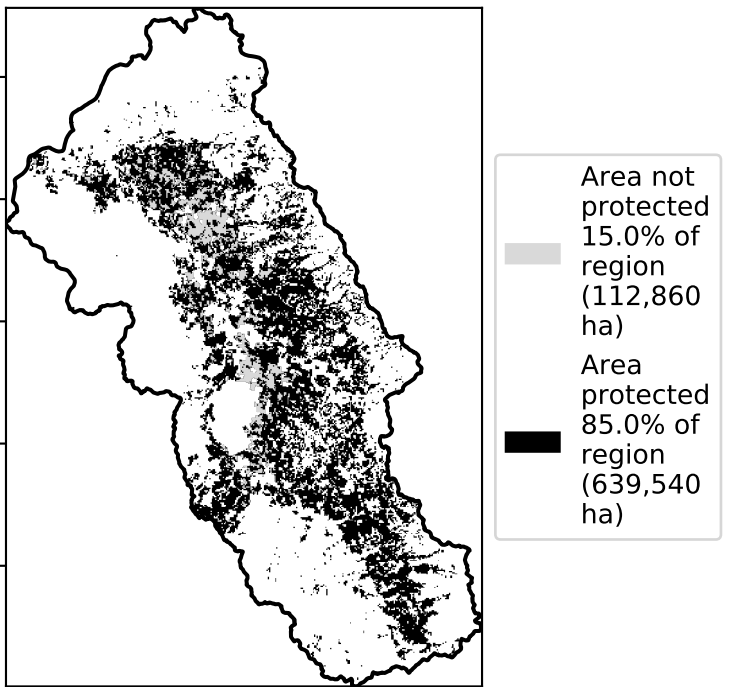 Area not
protected
15.0% of
region
(112,860
ha)
Area
protected
85.0% of
region
(639,540
ha)